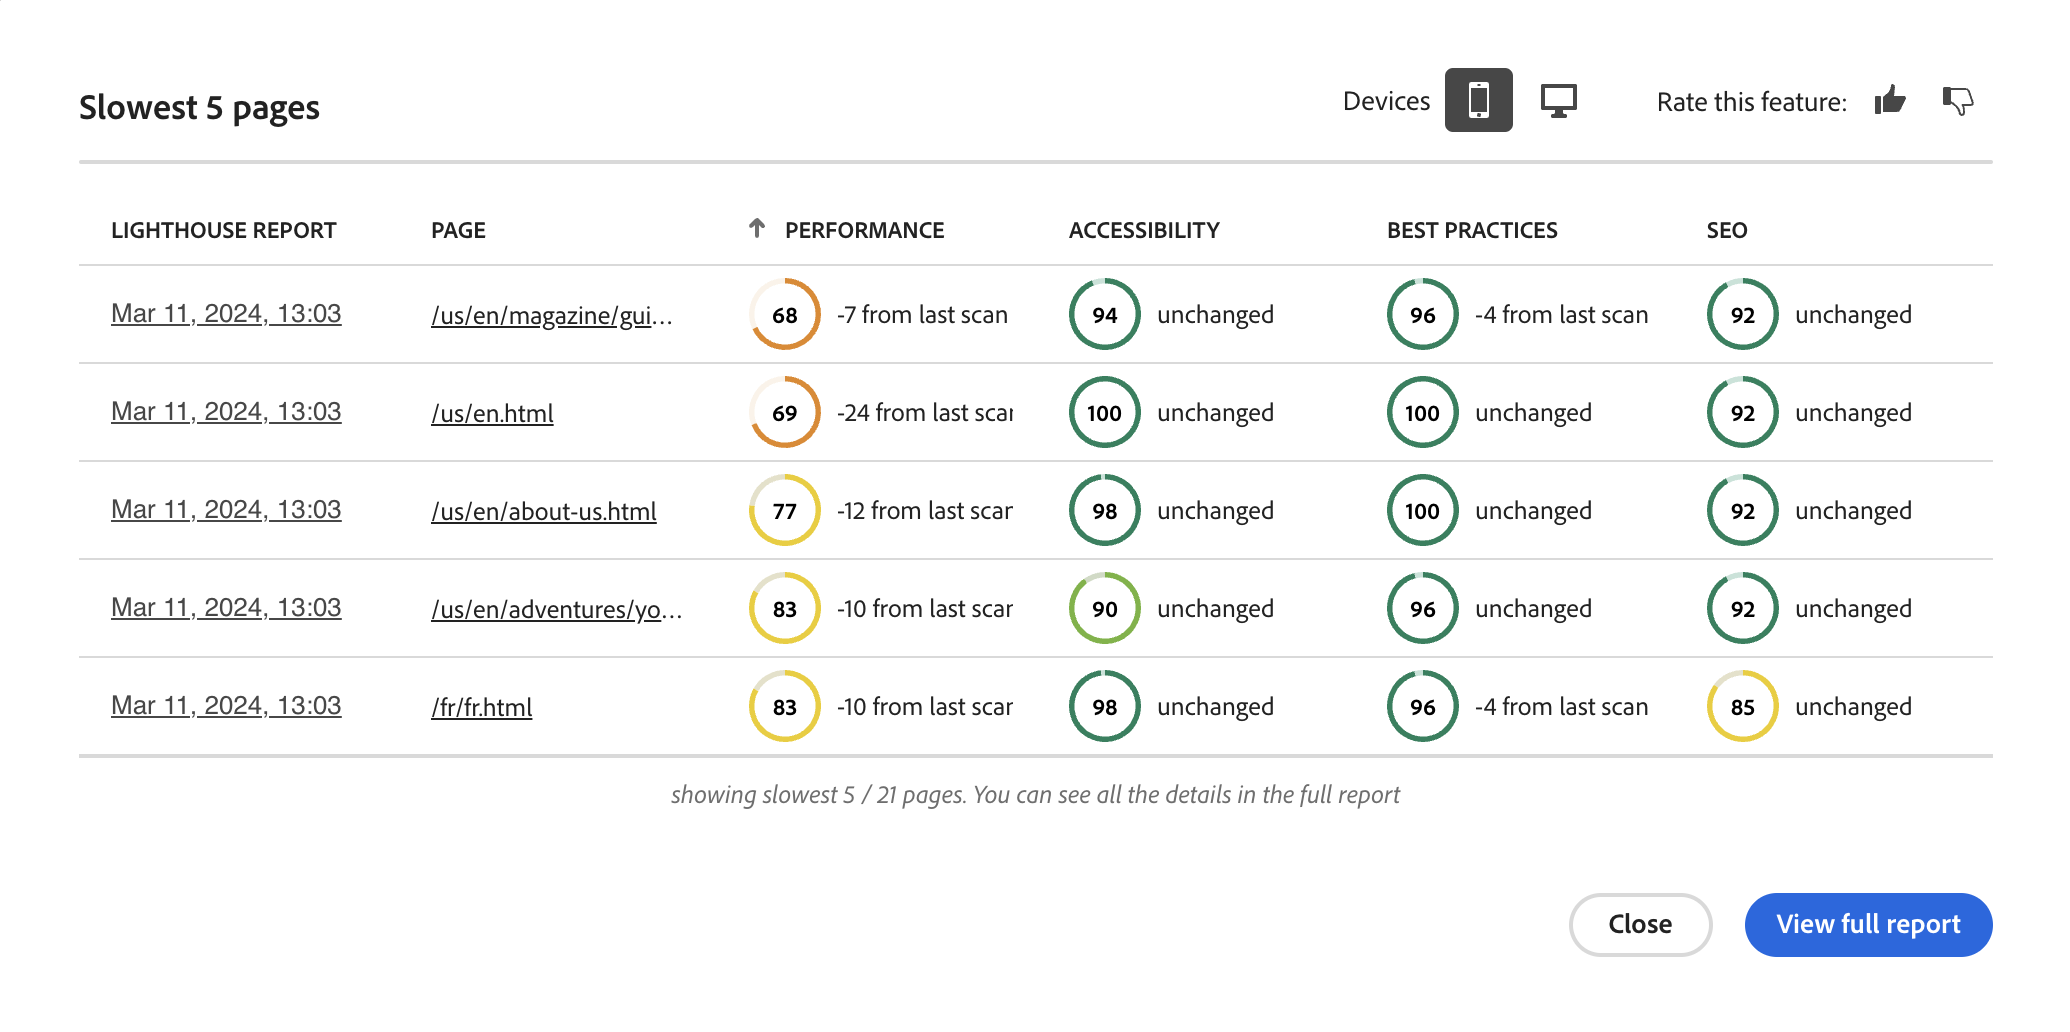 Slowest 5 pages Devices Rate this feature:
LIGHTHOUSE REPORT PAGE PERFORMANCE ACCESSIBILITY BEST PRACTICES SEO
Mar 11, 2024, 13:03 /us/en/magazine/gui... 68 -7 from last scan 94 unchanged 96 -4 from last scan 92 unchanged
Mar 11, 2024, 13:03 /us/en.html 69 -24 from last scan 100 unchanged 100 unchanged 92 unchanged
Mar 11, 2024, 13:03 /us/en/about-us.html 77 -12 from last scan 98 unchanged 100 unchanged 92 unchanged
Mar 11, 2024, 13:03 /us/en/adventures/yo... 83 -10 from last scan 90 unchanged 96 unchanged 92 unchanged
Mar 11, 2024, 13:03 /fr/fr.html 83 -10 from last scan 98 unchanged 96 -4 from last scan 85 unchanged
showing slowest 5 / 21 pages. You can see all the details in the full report
Close View full report